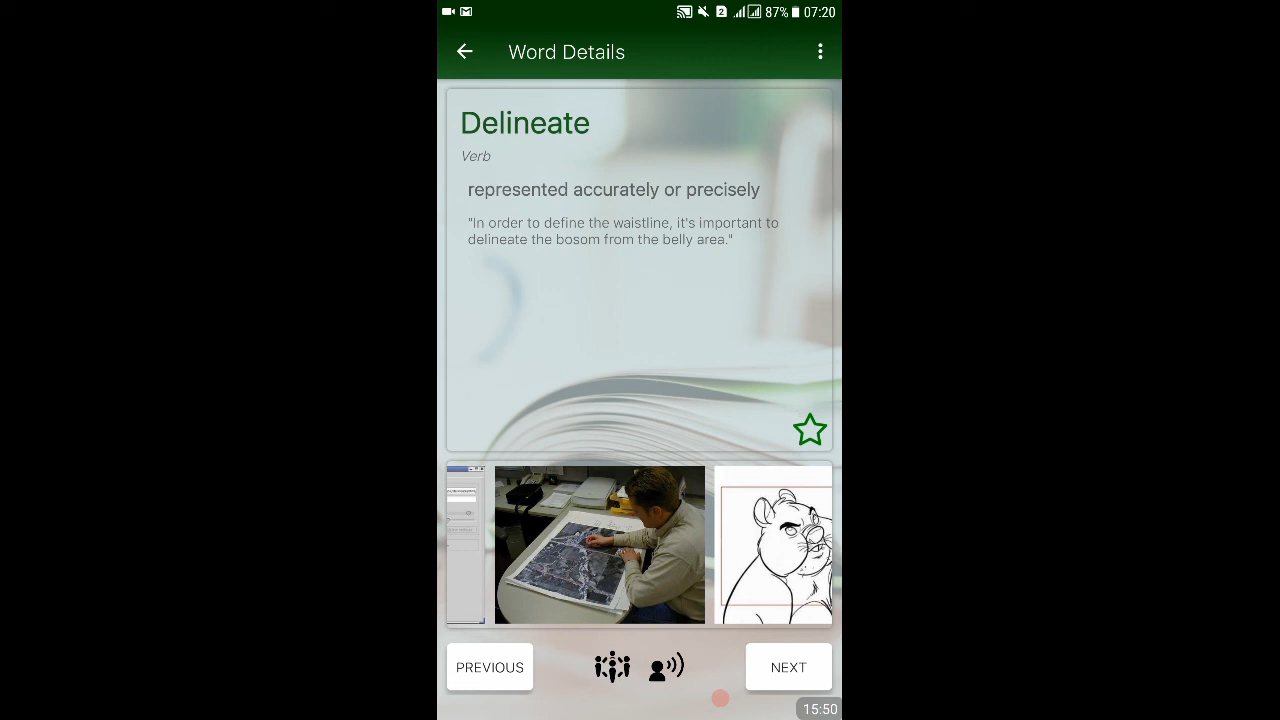 2 87% 07:20
Word Details
Delineate
Verb
represented accurately or precisely
"In order to define the waistline, it's important to
delineate the bosom from the belly area."
PREVIOUS
NEXT
15:50